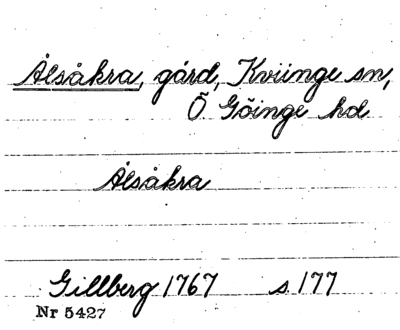 Ålsåkra, gård, Kviinge sn,
Ö Göinge hd
Ålsåkra
Gillberg 1767 s 177
Nr 5427